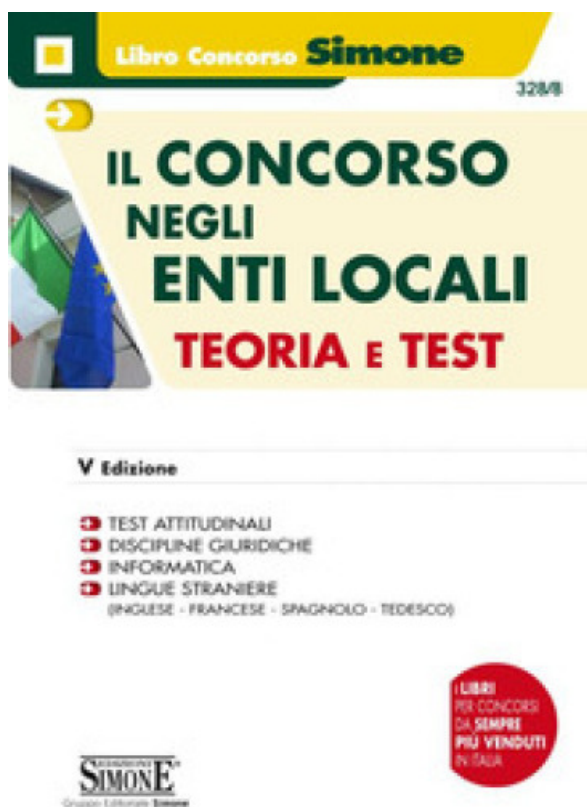 Libro Concorso Simone
328/8
IL CONCORSO
NEGLI
ENTI LOCALI
TEORIA E TEST
V Edizione
TEST ATTITUDINALI
DISCIPLINE GIURIDICHE
INFORMATICA
LINGUE STRANIERE
(INGLESE - FRANCESE - SPAGNOLO - TEDESCO)
I LIBRI
PER CONCORSI
DA SEMPRE
PIÙ VENDUTI
IN ITALIA
EDIZIONI
SIMONE®
Gruppo Editoriale Simone